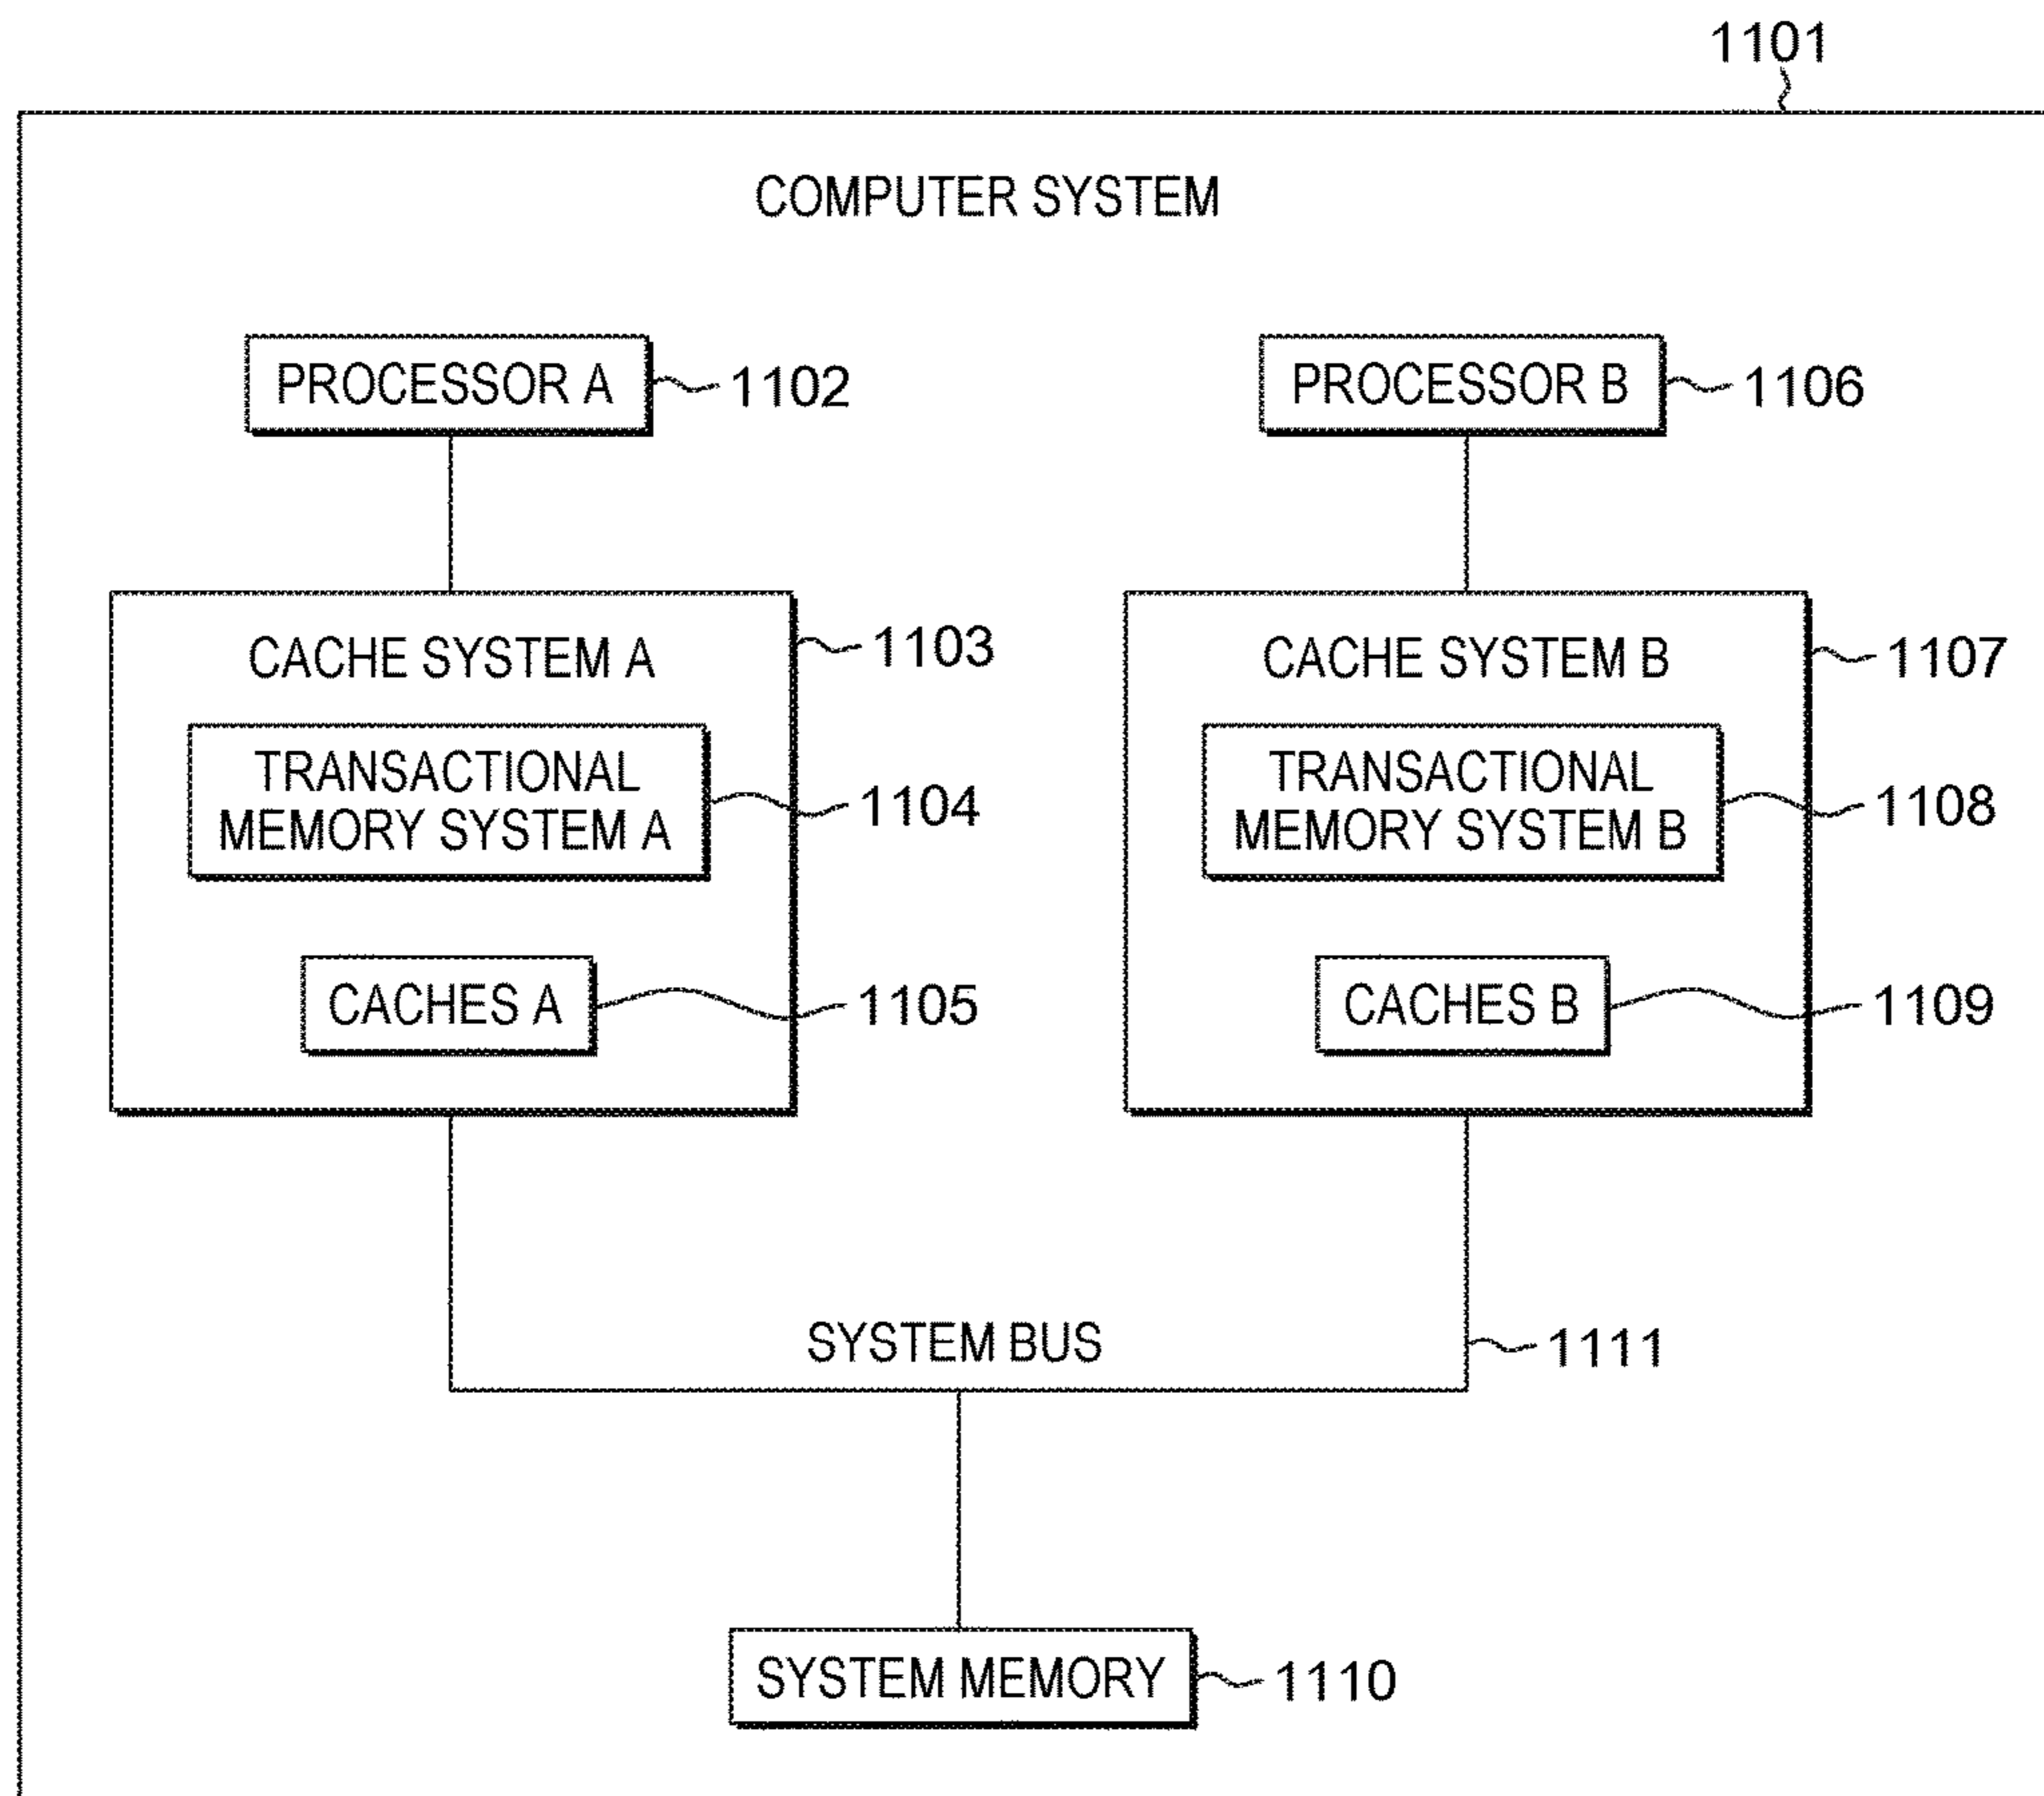 1101
COMPUTER SYSTEM
PROCESSOR A
1102
PROCESSOR B
1106
CACHE SYSTEM A
1103
TRANSACTIONAL
MEMORY SYSTEM A
1104
CACHES A
1105
CACHE SYSTEM B
1107
TRANSACTIONAL
MEMORY SYSTEM B
1108
CACHES B
1109
SYSTEM BUS
1111
SYSTEM MEMORY
1110